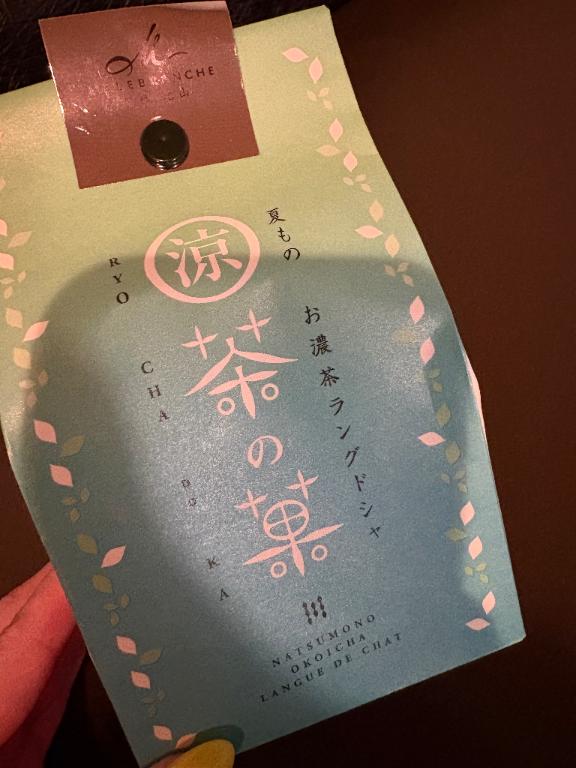 LEBRANCHE
夏もの お濃茶ラングドシャ
涼
茶の菓
RYO CHA NO KA
NATSUMONO
OKOICHA
LANGUE DE CHAT